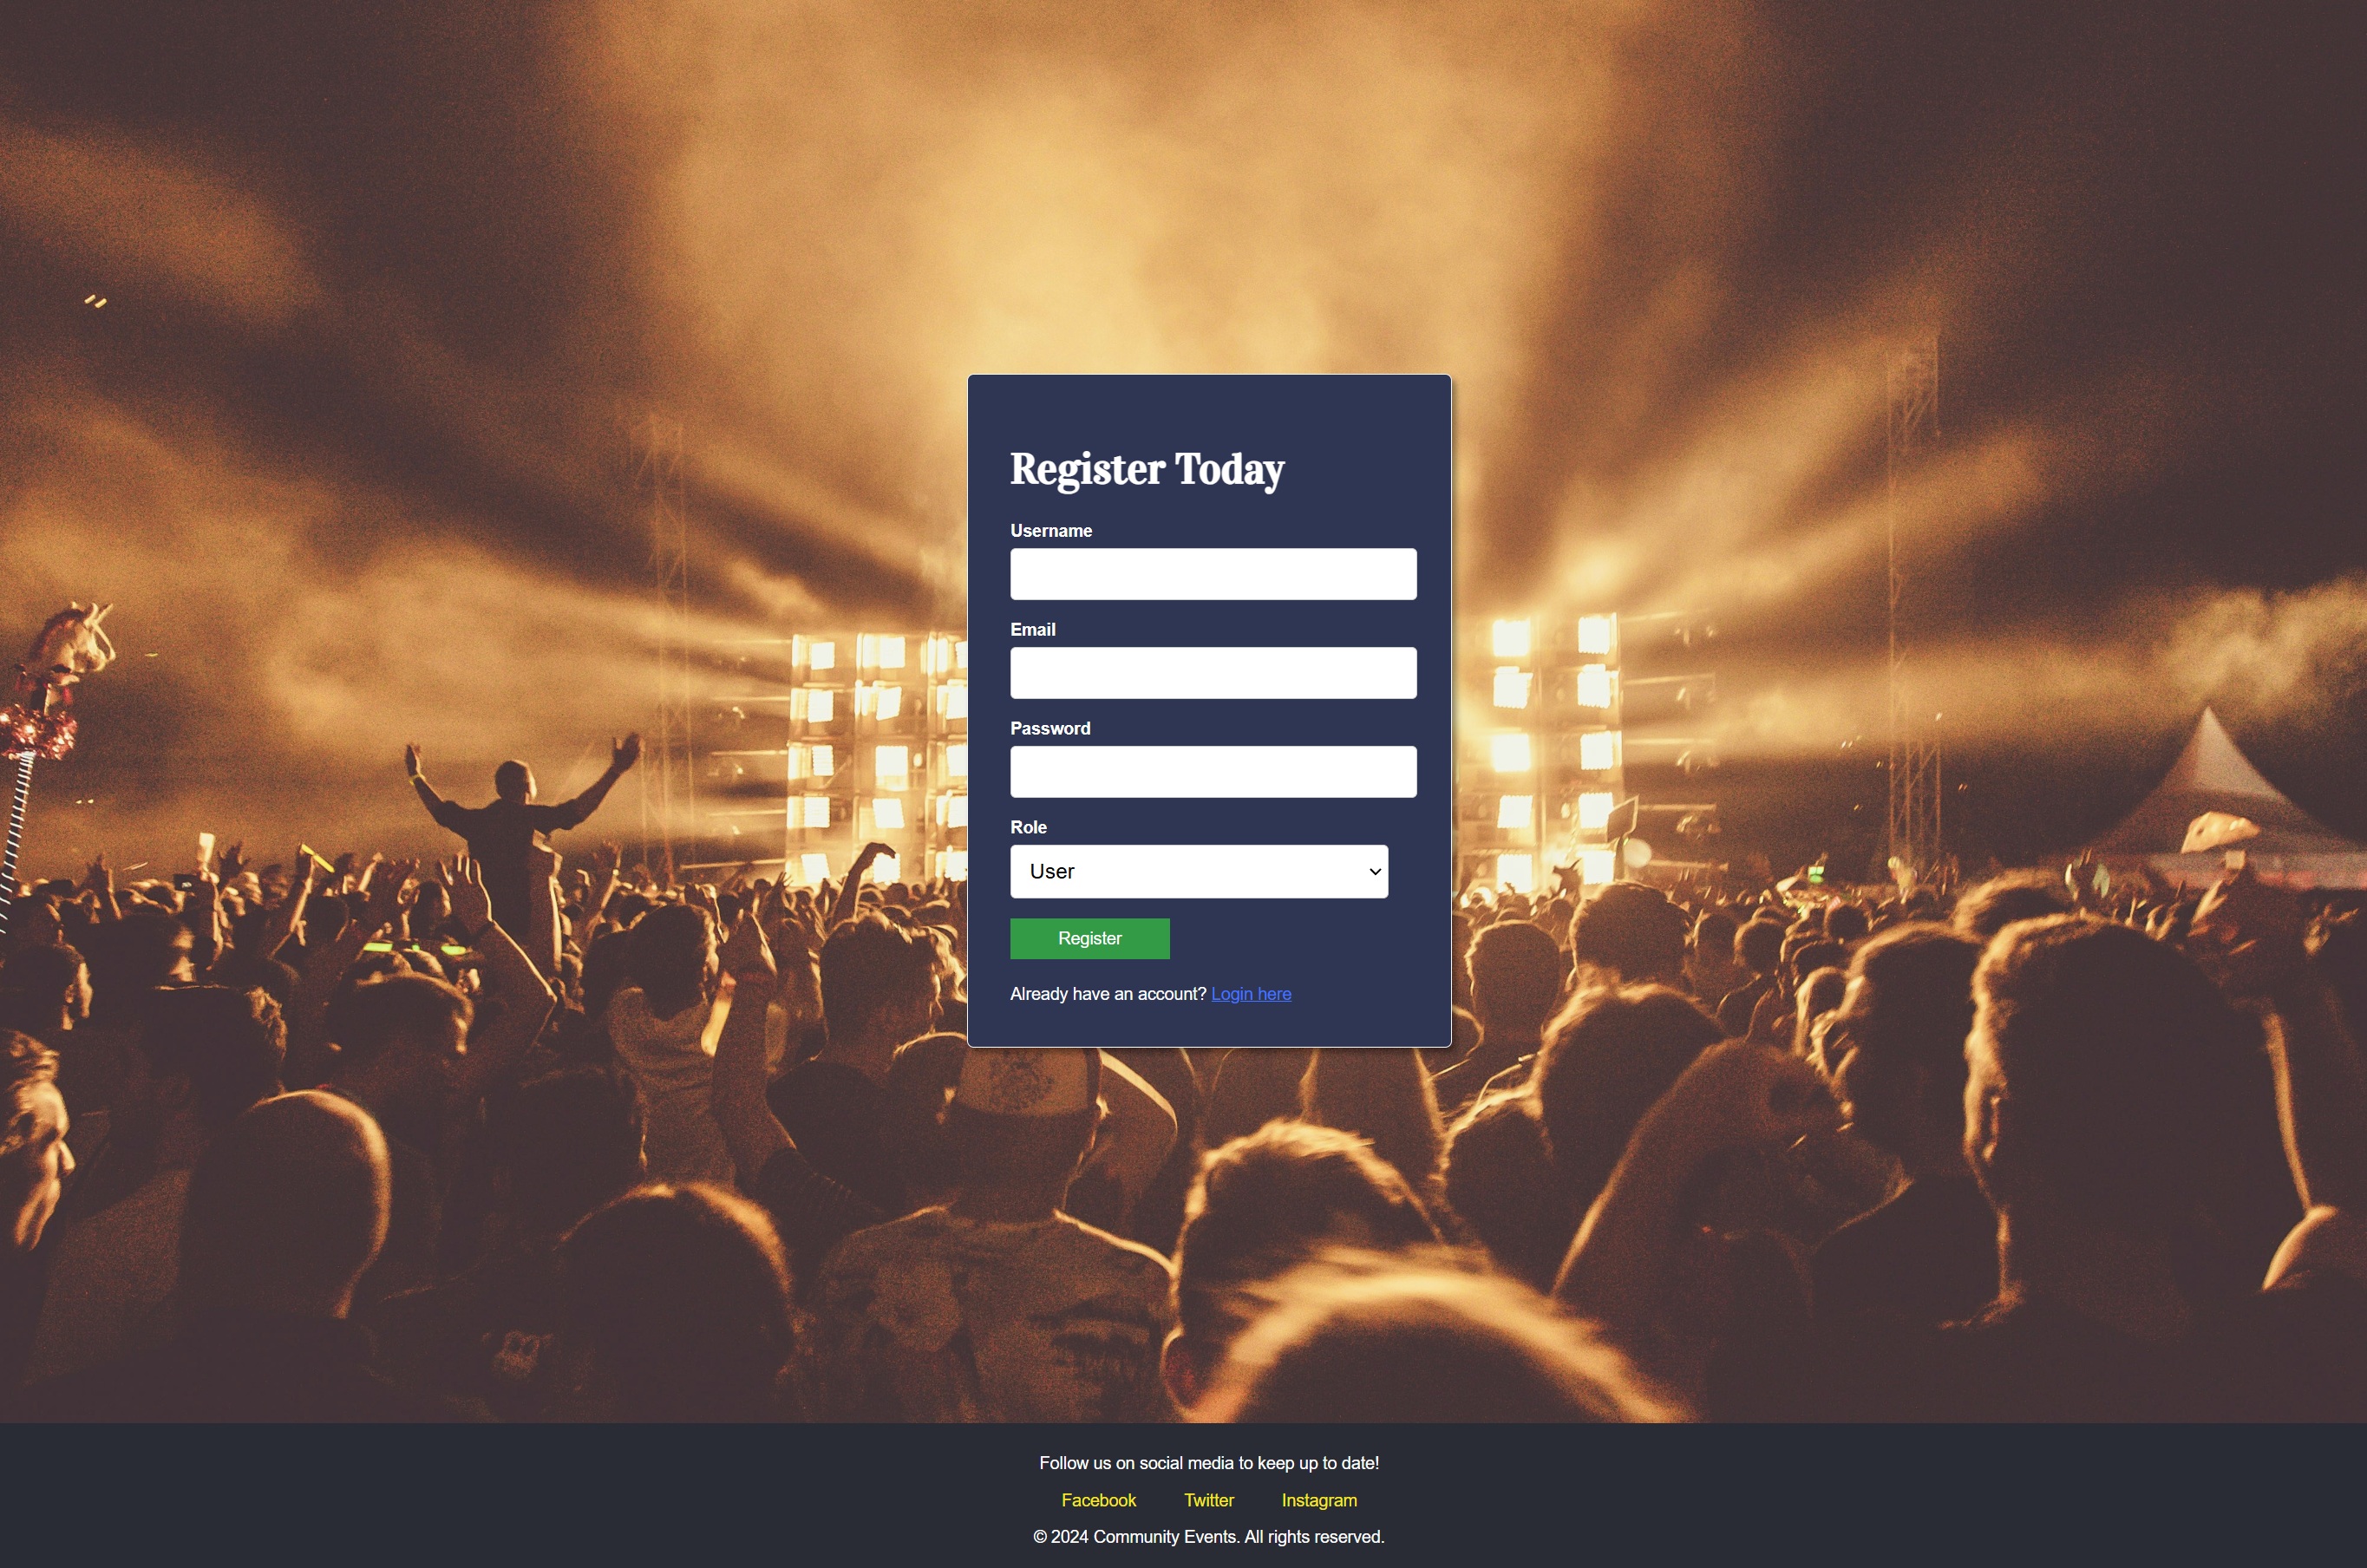 Register Today
Username
Email
Password
Role
User
Register
Already have an account? Login here
Follow us on social media to keep up to date!
Facebook Twitter Instagram
© 2024 Community Events. All rights reserved.